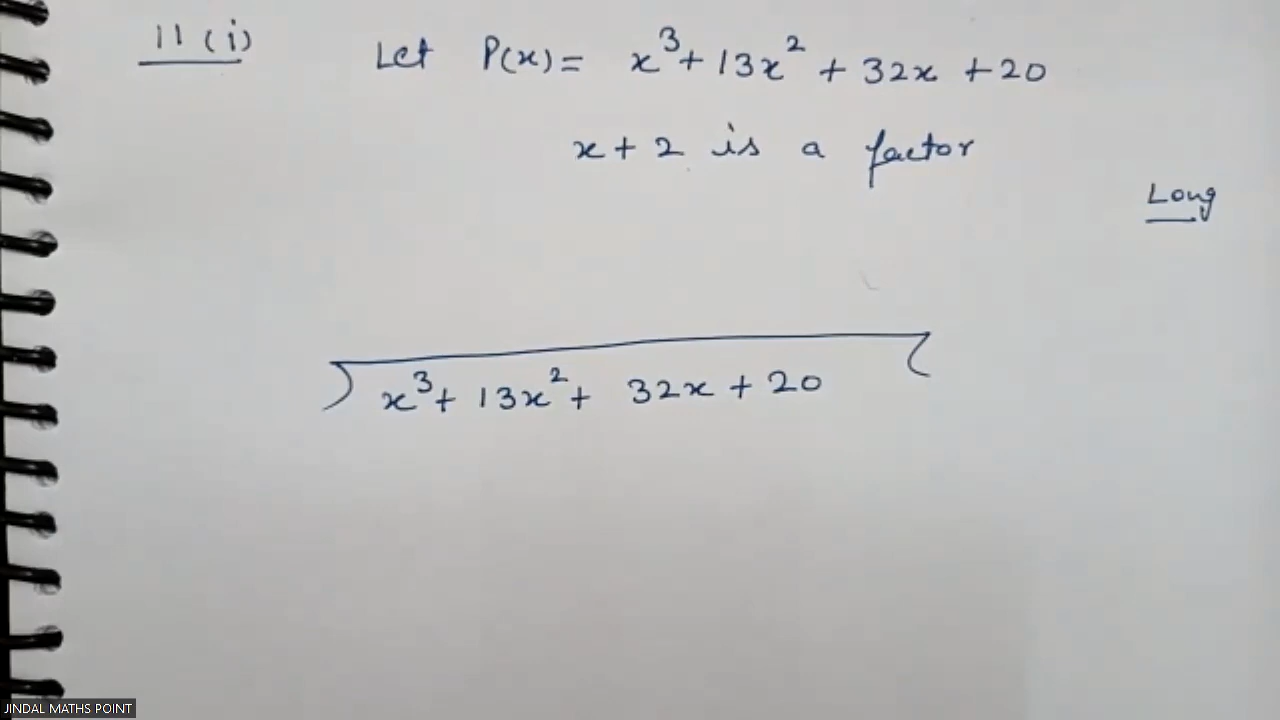 11 (i) Let P(x) = x³ + 13x² + 32x + 20
x + 2 is a factor
Long
x³ + 13x² + 32x + 20
JINDAL MATHS POINT